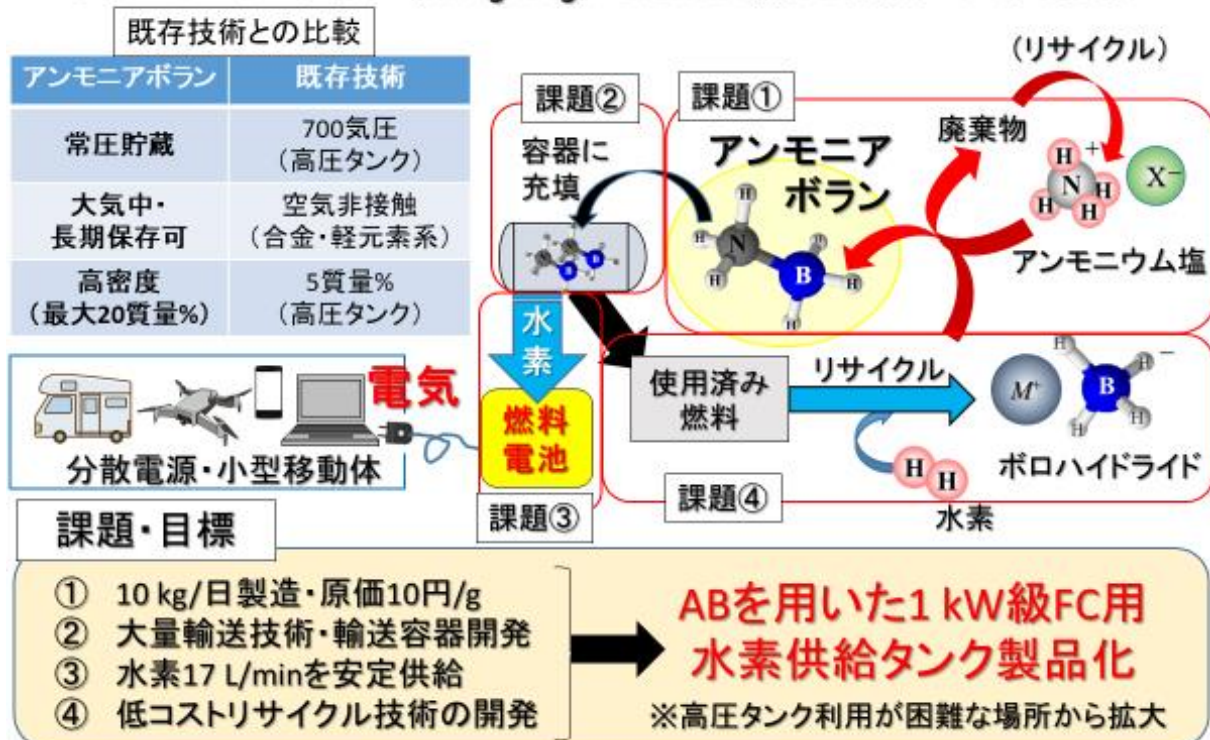 既存技術との比較
アンモニアボラン
既存技術
常圧貯蔵
700気圧
(高圧タンク)
大気中・
長期保存可
空気非接触
(合金・軽元素系)
高密度
(最大20質量%)
5質量%
(高圧タンク)
課題②
容器に
充填
N
B
B
課題①
アンモニア
ボラン
H
H
H
N
B
H
H
H
(リサイクル)
廃棄物
H
+
N
H
H
H
X⁻
アンモニウム塩
水
素
燃料
電池
課題③
電気
分散電源・小型移動体
使用済み
燃料
リサイクル
M⁺
H
H
B
H
H
−
ボロハイドライド
H
H
水素
課題④
課題・目標
① 10 kg/日製造・原価10円/g
② 大量輸送技術・輸送容器開発
③ 水素17 L/minを安定供給
④ 低コストリサイクル技術の開発
ABを用いた1 kW級FC用
水素供給タンク製品化
※高圧タンク利用が困難な場所から拡大